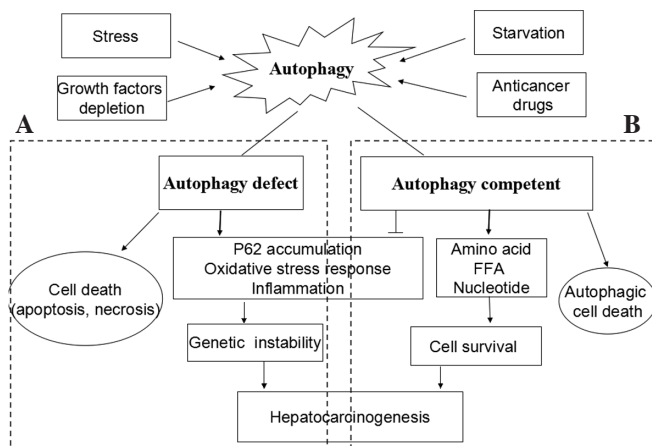 Stress
Starvation
Autophagy
Growth factors
depletion
Anticancer
drugs
A
B
Autophagy defect
Autophagy competent
P62 accumulation
Oxidative stress response
Inflammation
Amino acid
FFA
Nucleotide
Cell death
(apoptosis, necrosis)
Autophagic
cell death
Genetic instability
Cell survival
Hepatocarcinogenesis